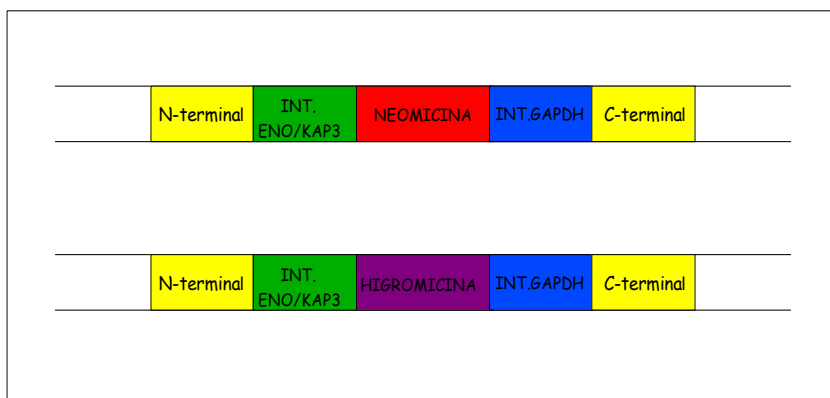 N-terminal
INT.
ENO/KAP3
NEOMICINA
INT.GAPDH
C-terminal
N-terminal
INT.
ENO/KAP3
HIGROMICINA
INT.GAPDH
C-terminal